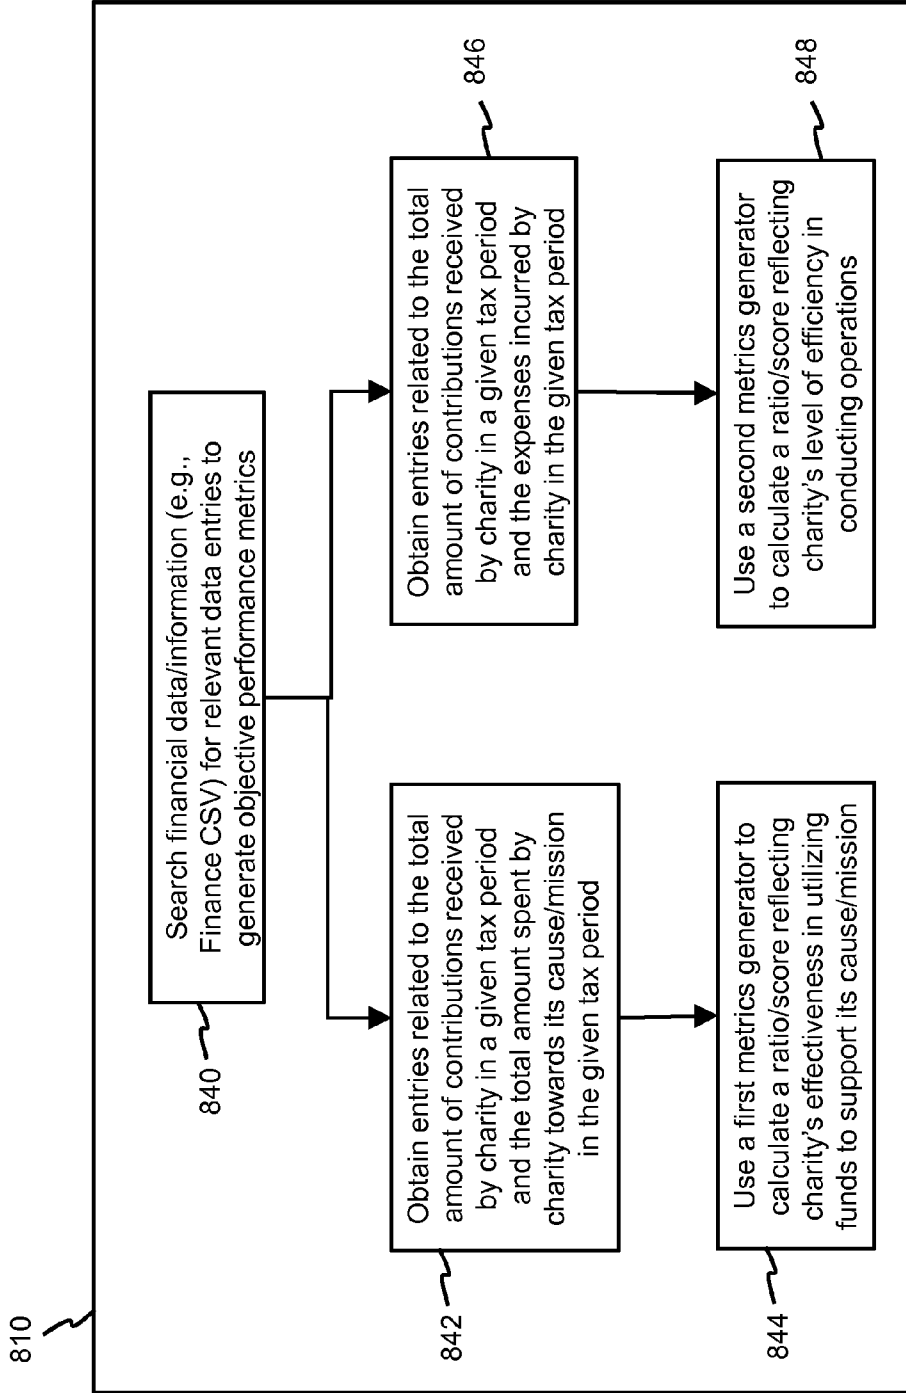 810
Search financial data/information (e.g.,
Finance CSV) for relevant data entries to
generate objective performance metrics
840
Obtain entries related to the total
amount of contributions received
by charity in a given tax period
and the total amount spent by
charity towards its cause/mission
in the given tax period
842
Obtain entries related to the total
amount of contributions received
by charity in a given tax period
and the expenses incurred by
charity in the given tax period
846
Use a first metrics generator to
calculate a ratio/score reflecting
charity's effectiveness in utilizing
funds to support its cause/mission
844
Use a second metrics generator
to calculate a ratio/score reflecting
charity's level of efficiency in
conducting operations
848